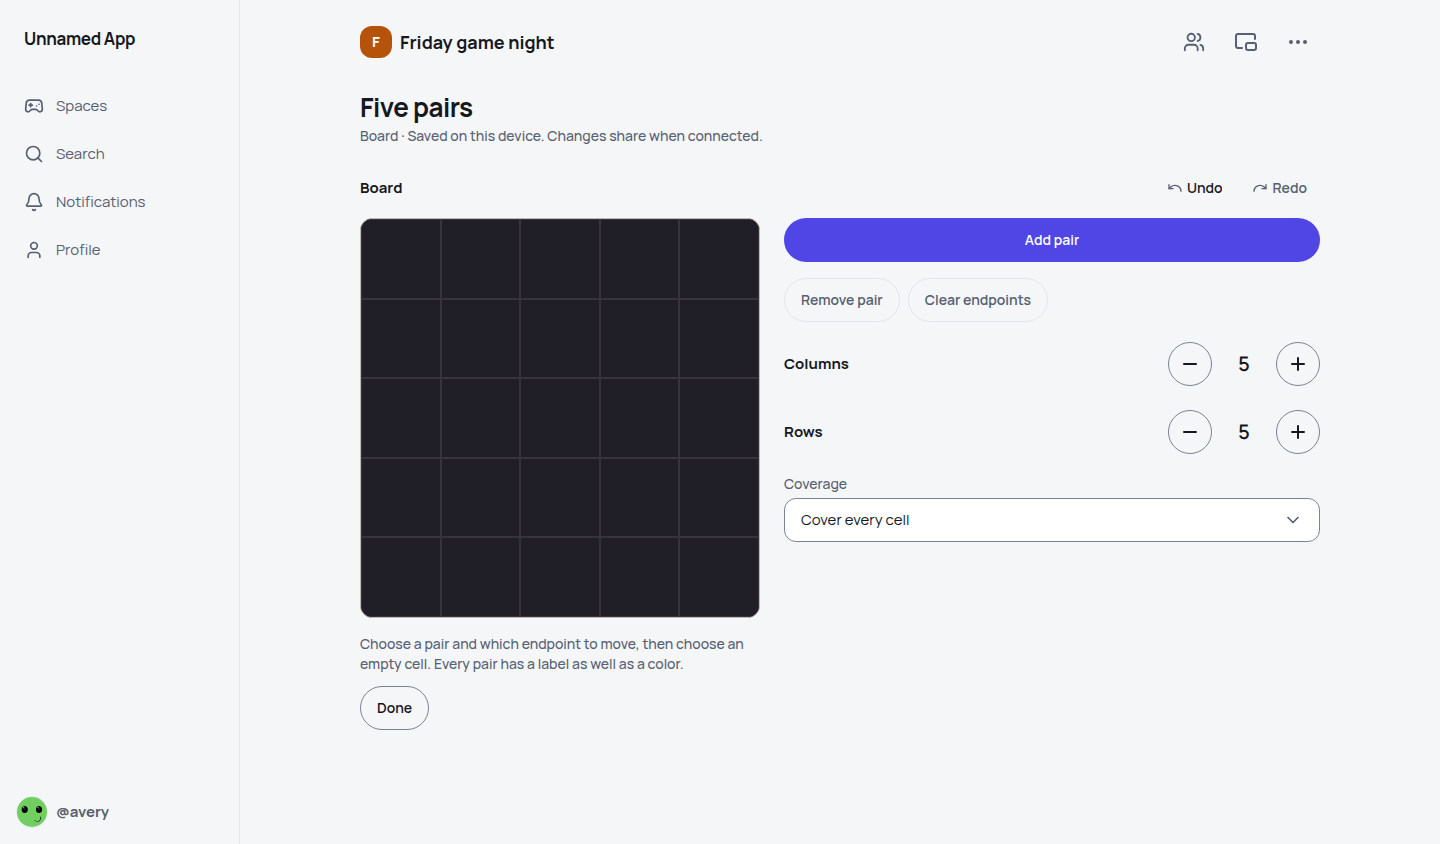 Unnamed App
Spaces
Search
Notifications
Profile
@avery
F
Friday game night
Five pairs
Board · Saved on this device. Changes share when connected.
Board
Undo
Redo
Add pair
Remove pair
Clear endpoints
Columns
5
Rows
5
Coverage
Cover every cell
Choose a pair and which endpoint to move, then choose an
empty cell. Every pair has a label as well as a color.
Done